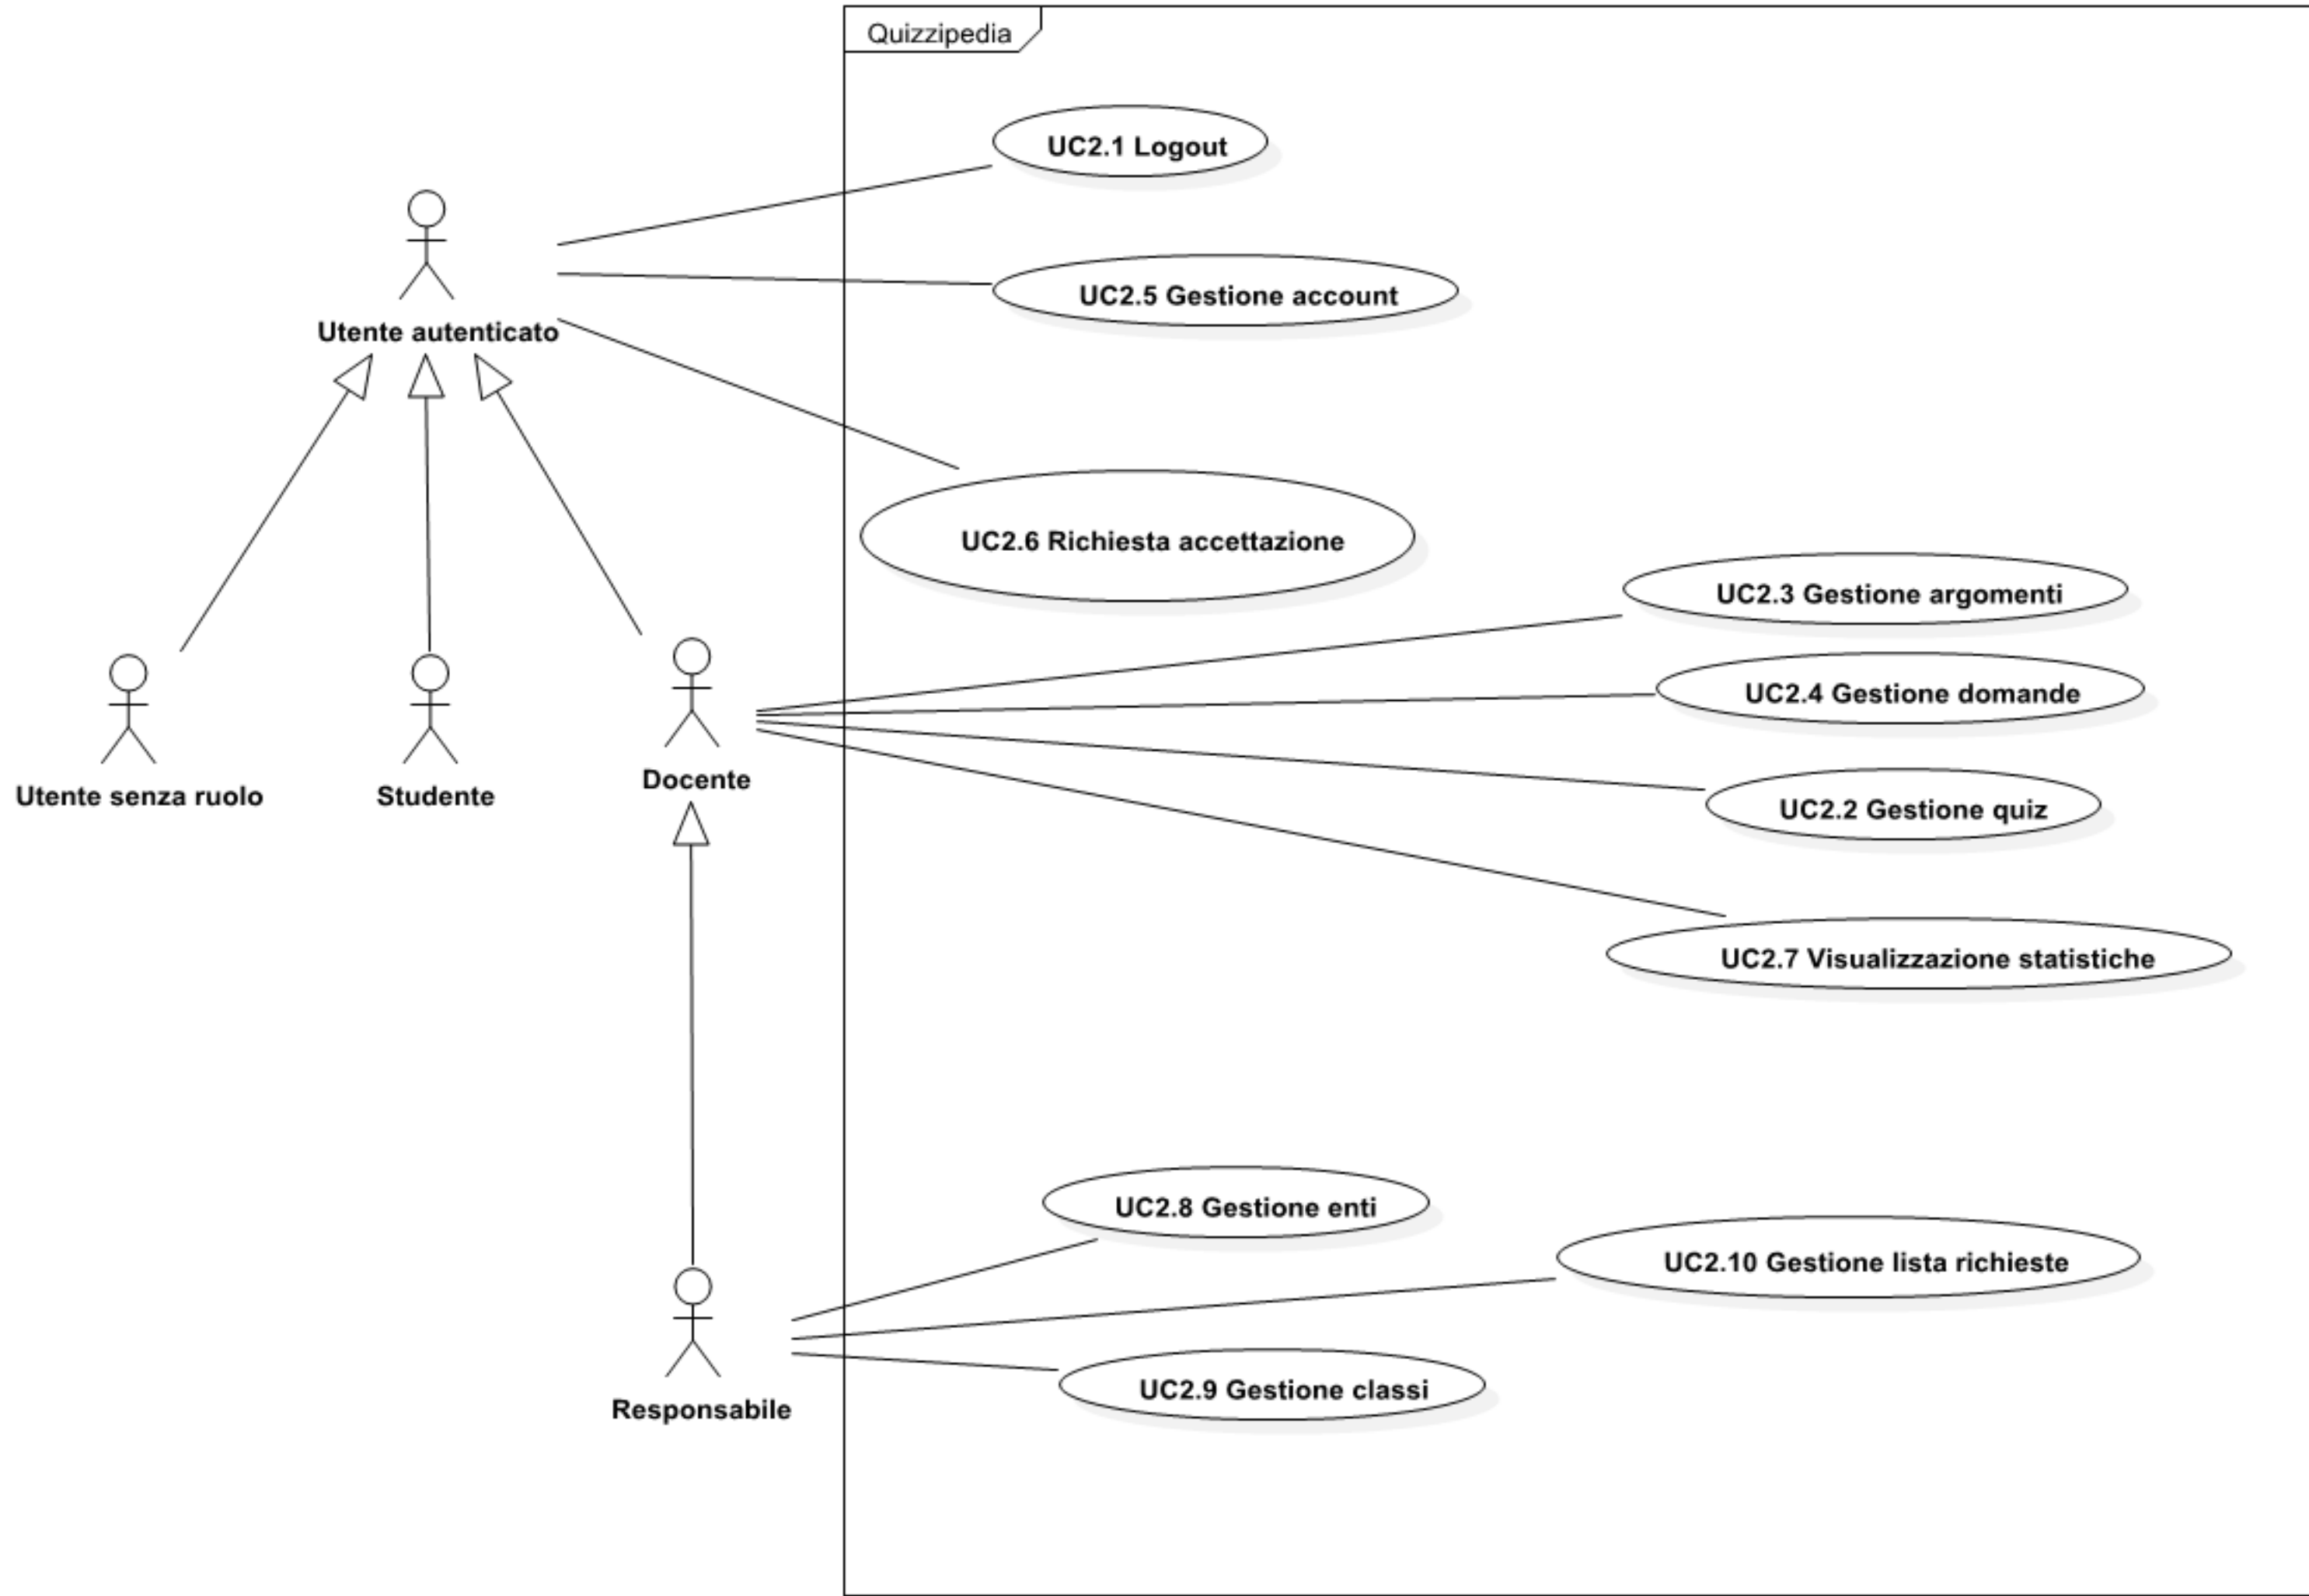 Quizzipedia
UC2.1 Logout
UC2.5 Gestione account
Utente autenticato
UC2.6 Richiesta accettazione
UC2.3 Gestione argomenti
UC2.4 Gestione domande
Utente senza ruolo
Studente
Docente
UC2.2 Gestione quiz
UC2.7 Visualizzazione statistiche
UC2.8 Gestione enti
UC2.10 Gestione lista richieste
UC2.9 Gestione classi
Responsabile